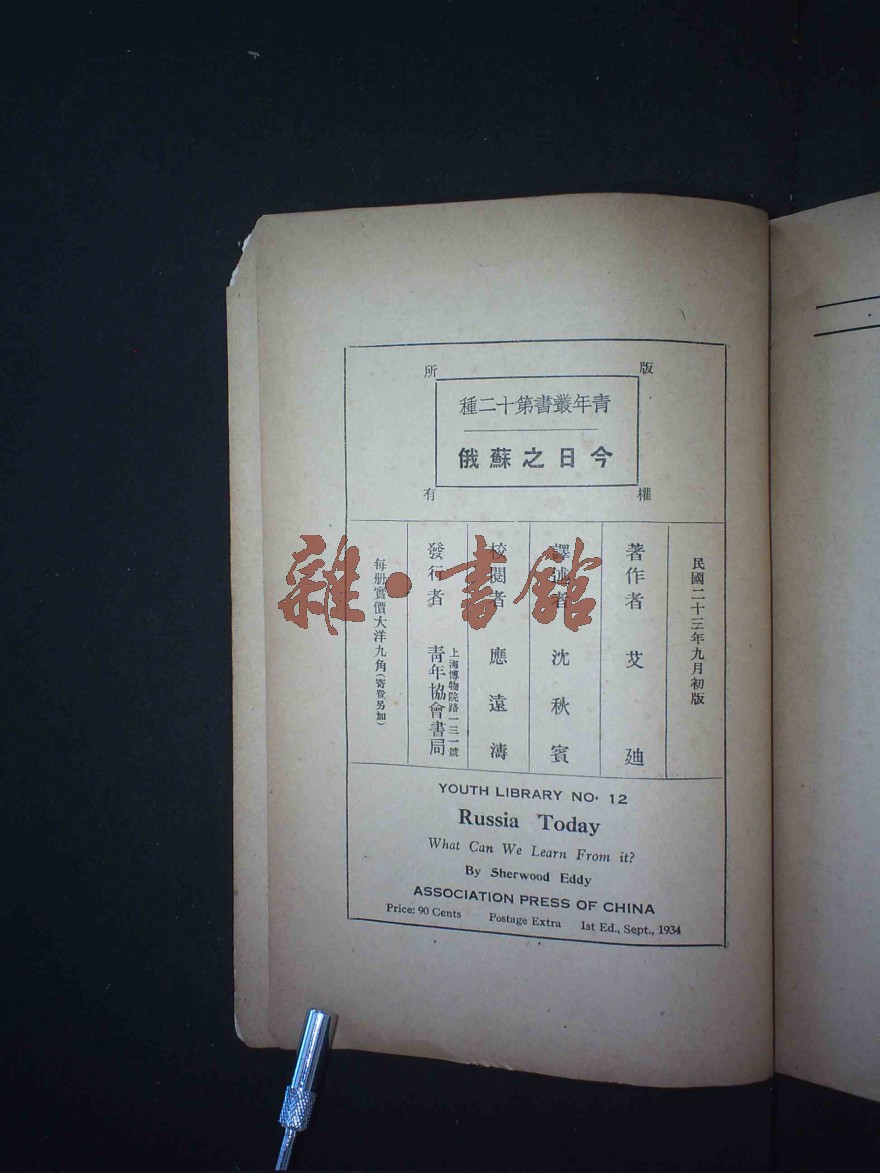 版權所有
青年叢書第十二種
今日之蘇俄
民國二十三年九月初版
著作者 艾迪
譯述者 沈秋賓
校閱者 應遠濤
發行者 上海博物院路一三一號 青年協會書局
每册實價大洋九角(寄費另加)
YOUTH LIBRARY NO. 12
Russia Today
What Can We Learn From it?
By Sherwood Eddy
ASSOCIATION PRESS OF CHINA
Price: 90 Cents Postage Extra 1st Ed., Sept., 1934
雜·書館